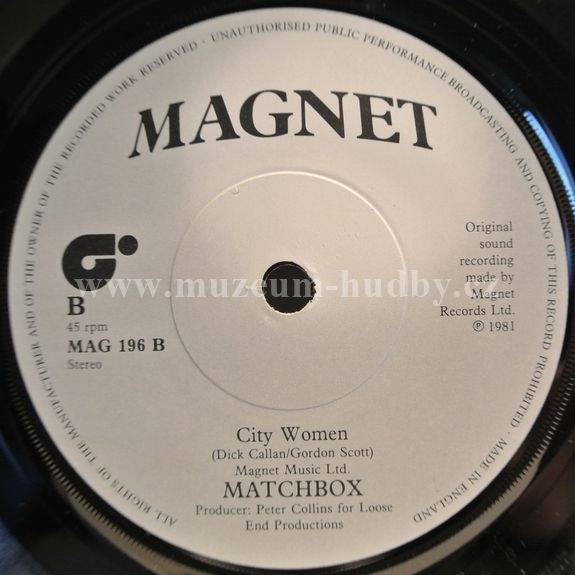 ALL RIGHTS OF THE MANUFACTURER AND OF THE OWNER OF THE RECORDED WORK RESERVED · UNAUTHORISED PUBLIC PERFORMANCE BROADCASTING AND COPYING OF THIS RECORD PROHIBITED · MADE IN ENGLAND
MAGNET
Original
sound
recording
made by
Magnet
Records Ltd.
℗ 1981
www.muzeum-hudby.cz
B
45 rpm
MAG 196 B
Stereo
City Women
(Dick Callan/Gordon Scott)
Magnet Music Ltd.
MATCHBOX
Producer: Peter Collins for Loose
End Productions